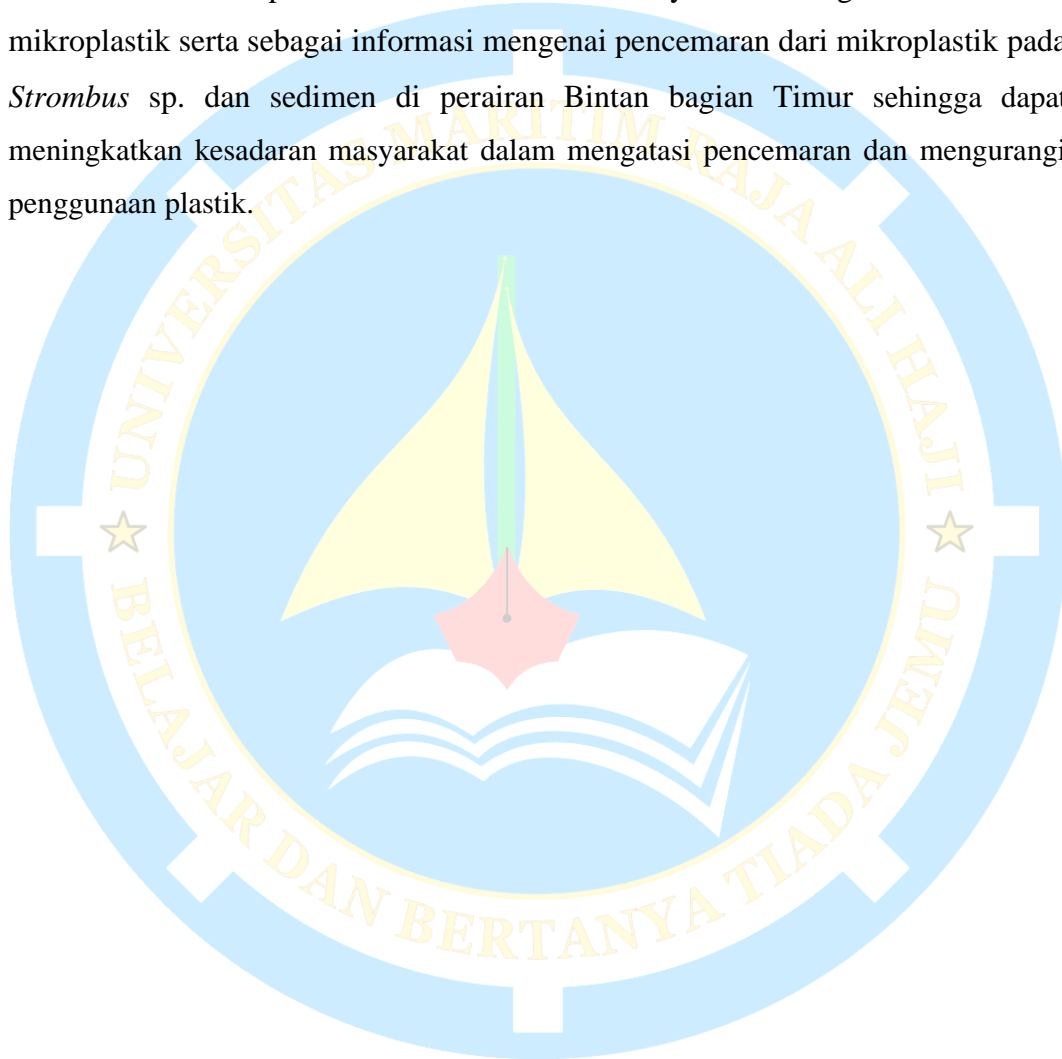 mikroplastik serta sebagai informasi mengenai pencemaran dari mikroplastik pada
Strombus sp. dan sedimen di perairan Bintan bagian Timur sehingga dapat
meningkatkan kesadaran masyarakat dalam mengatasi pencemaran dan mengurangi
penggunaan plastik.
UNIVERSITAS MARITIM RAJA ALI HAJI
BELAJAR DAN BERTANYA TIADA JEMU